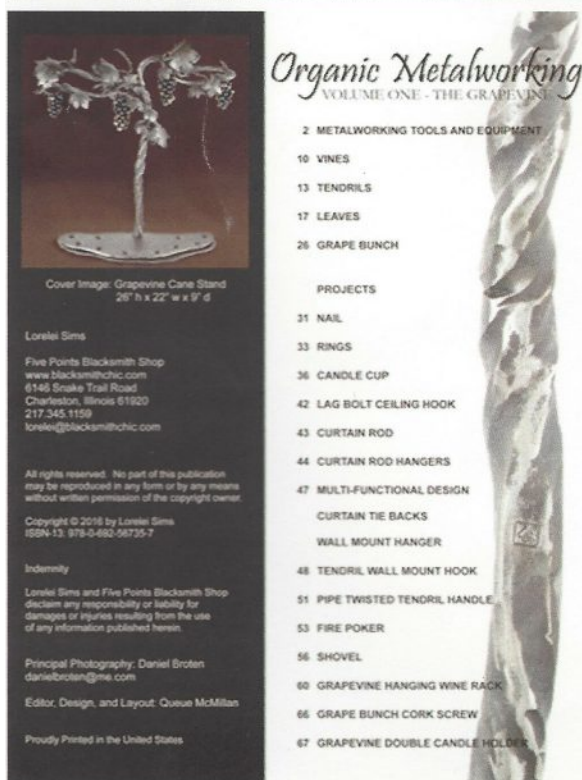 Cover Image: Grapevine Cane Stand
26" h x 22" w x 9" d
Lorelei Sims
Five Points Blacksmith Shop
www.blacksmithchic.com
6146 Snake Trail Road
Charleston, Illinois 61920
217.345.1159
lorelei@blacksmithchic.com
All rights reserved. No part of this publication
may be reproduced in any form or by any means
without written permission of the copyright owner.
Copyright © 2016 by Lorelei Sims
ISBN-13: 978-0-692-56735-7
Indemnity
Lorelei Sims and Five Points Blacksmith Shop
disclaim any responsibility or liability for
damages or injuries resulting from the use
of any information published herein.
Principal Photography: Daniel Broten
danielbroten@me.com
Editor, Design, and Layout: Queue McMillan
Proudly Printed in the United States
Organic Metalworking
VOLUME ONE - THE GRAPEVINE
2 METALWORKING TOOLS AND EQUIPMENT
10 VINES
13 TENDRILS
17 LEAVES
26 GRAPE BUNCH
PROJECTS
31 NAIL
33 RINGS
36 CANDLE CUP
42 LAG BOLT CEILING HOOK
43 CURTAIN ROD
44 CURTAIN ROD HANGERS
47 MULTI-FUNCTIONAL DESIGN
CURTAIN TIE BACKS
WALL MOUNT HANGER
48 TENDRIL WALL MOUNT HOOK
51 PIPE TWISTED TENDRIL HANDLE
53 FIRE POKER
56 SHOVEL
60 GRAPEVINE HANGING WINE RACK
66 GRAPE BUNCH CORK SCREW
67 GRAPEVINE DOUBLE CANDLE HOLDER